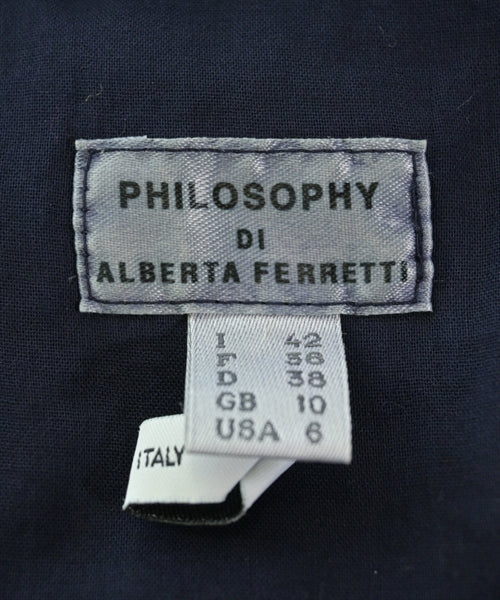 PHILOSOPHY
DI
ALBERTA FERRETTI
I 42
F 38
D 38
GB 10
USA 6
ITALY